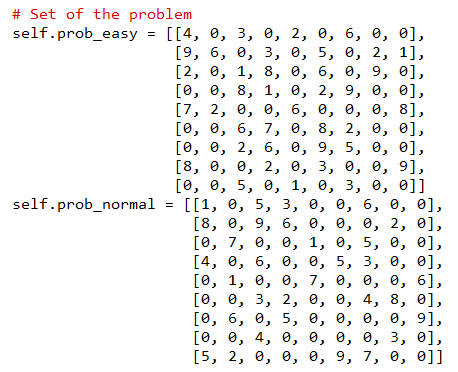 # Set of the problem
self.prob_easy = [[4, 0, 3, 0, 2, 0, 6, 0, 0],
[9, 6, 0, 3, 0, 5, 0, 2, 1],
[2, 0, 1, 8, 0, 6, 0, 9, 0],
[0, 0, 8, 1, 0, 2, 9, 0, 0],
[7, 2, 0, 0, 6, 0, 0, 0, 8],
[0, 0, 6, 7, 0, 8, 2, 0, 0],
[0, 0, 2, 6, 0, 9, 5, 0, 0],
[8, 0, 0, 2, 0, 3, 0, 0, 9],
[0, 0, 5, 0, 1, 0, 3, 0, 0]]
self.prob_normal = [[1, 0, 5, 3, 0, 0, 6, 0, 0],
[8, 0, 9, 6, 0, 0, 0, 2, 0],
[0, 7, 0, 0, 1, 0, 5, 0, 0],
[4, 0, 6, 0, 0, 5, 3, 0, 0],
[0, 1, 0, 0, 7, 0, 0, 0, 6],
[0, 0, 3, 2, 0, 0, 4, 8, 0],
[0, 6, 0, 5, 0, 0, 0, 0, 9],
[0, 0, 4, 0, 0, 0, 0, 3, 0],
[5, 2, 0, 0, 0, 9, 7, 0, 0]]